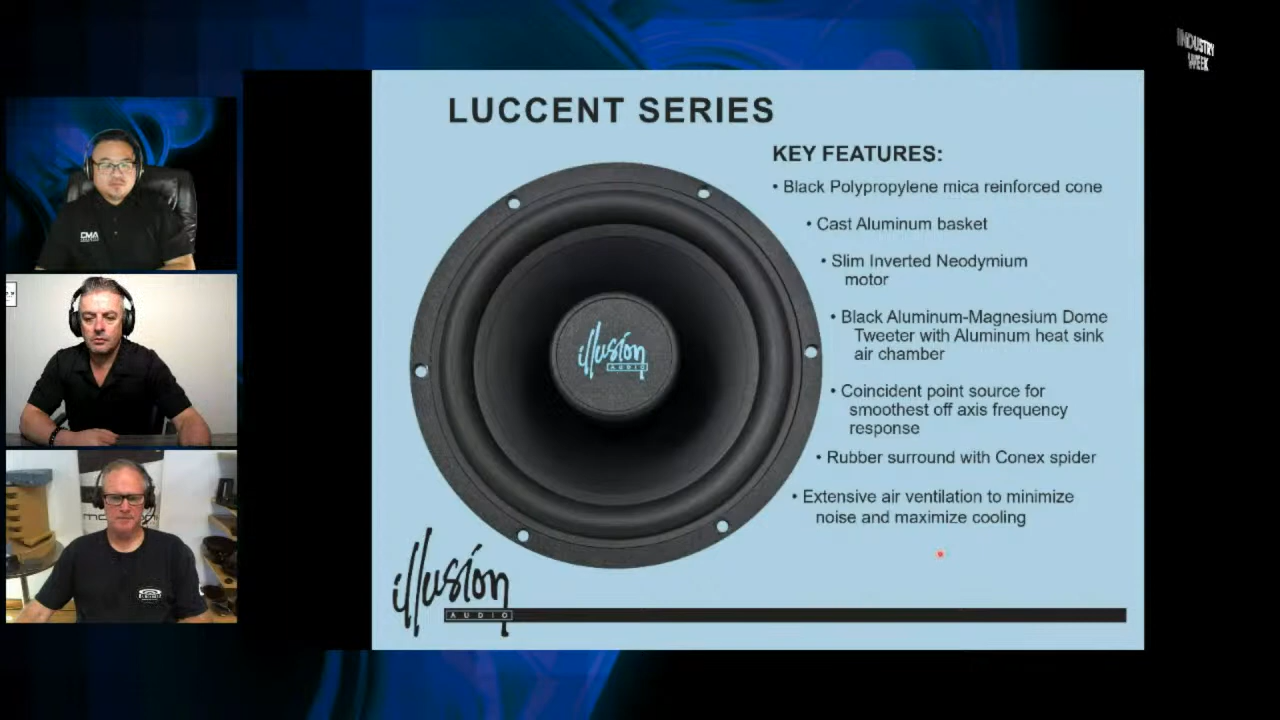 INDUSTRY
WEEK
LUCCENT SERIES
KEY FEATURES:
• Black Polypropylene mica reinforced cone
• Cast Aluminum basket
• Slim Inverted Neodymium
motor
• Black Aluminum-Magnesium Dome
Tweeter with Aluminum heat sink
air chamber
• Coincident point source for
smoothest off axis frequency
response
• Rubber surround with Conex spider
• Extensive air ventilation to minimize
noise and maximize cooling
illusion
AUDIO
illusion
AUDIO
CMA